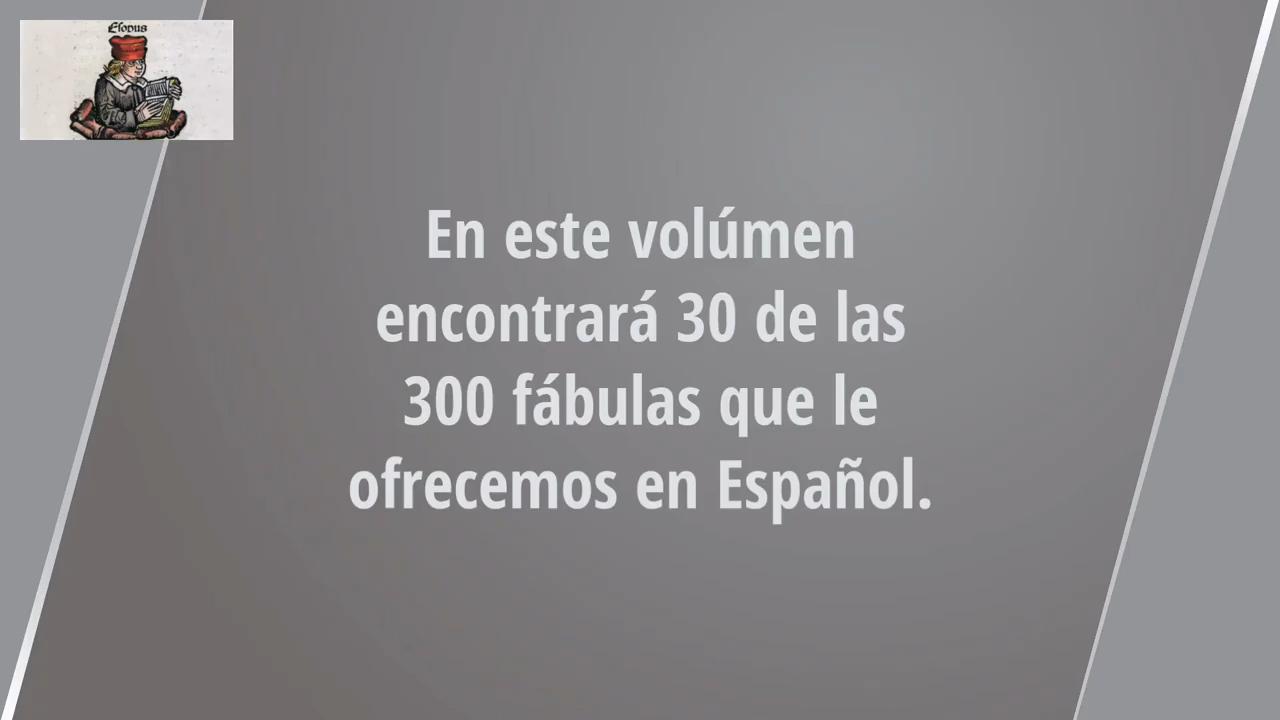 Esopus
En este volúmen
encontrará 30 de las
300 fábulas que le
ofrecemos en Español.